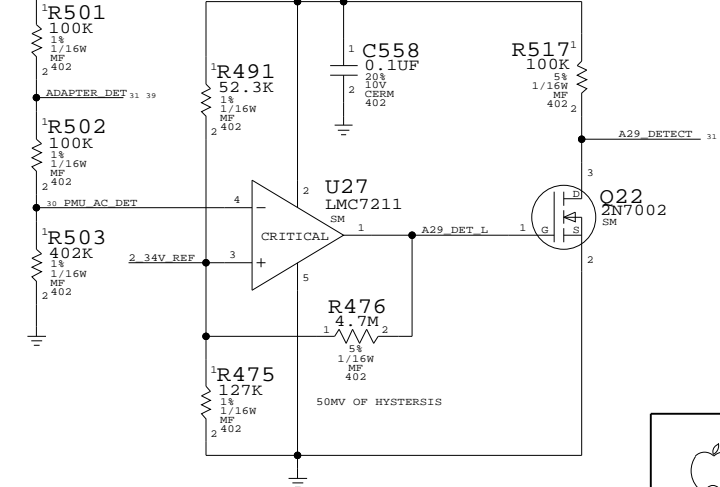 1
R501
100K
1%
1/16W
MF
2 402
ADAPTER_DET 31 39
1
R502
100K
1%
1/16W
MF
2 402
30 PMU_AC_DET
1
R503
402K
1%
1/16W
MF
2 402
1
R491
52.3K
1%
1/16W
MF
2 402
2_34V_REF
1
R475
127K
1%
1/16W
MF
2 402
1
C558
0.1UF
20%
10V
CERM
402
2
U27
LMC7211
SM
CRITICAL
4
3
2
5
1
A29_DET_L
R476
4.7M
1 2
5%
1/16W
MF
402
50MV OF HYSTERSIS
R517
1
100K
5%
1/16W
MF
402
2
A29_DETECT 31
3
Q22
2N7002
SM
D
G
S
1
2